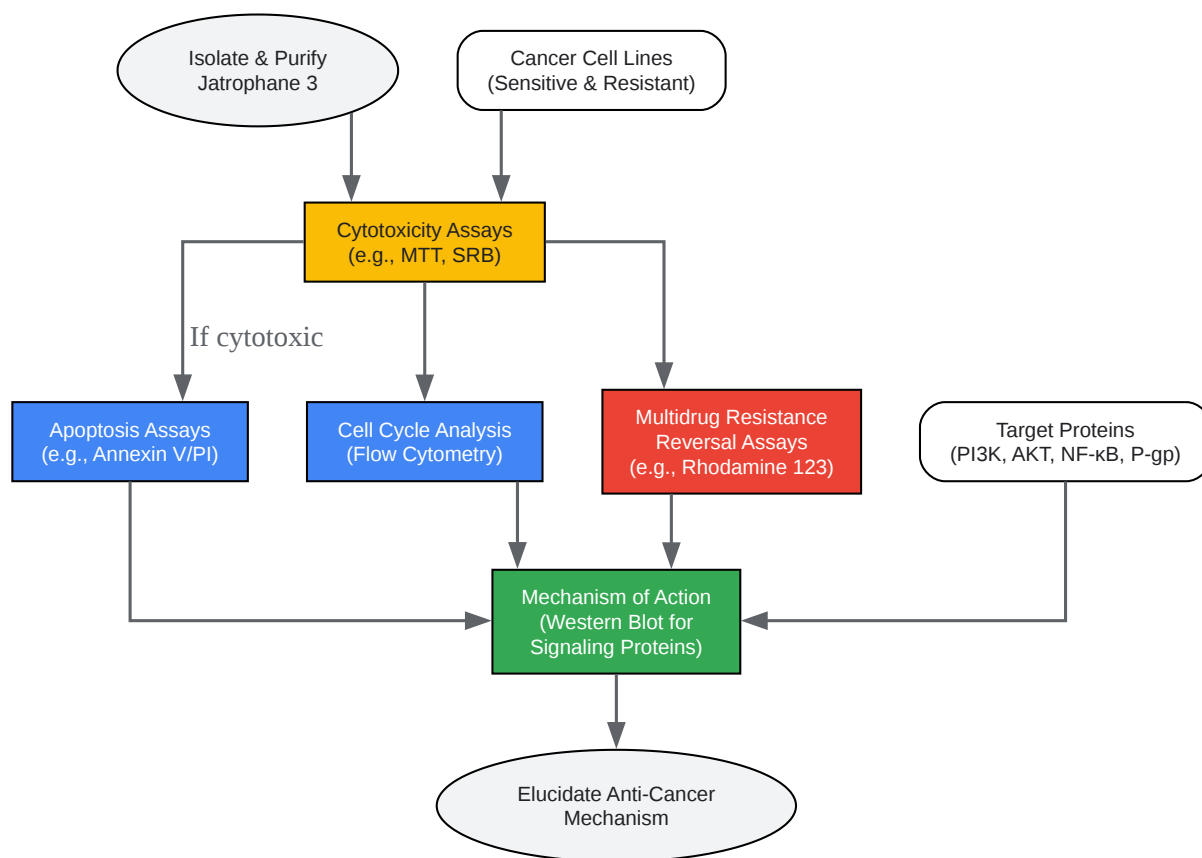 Isolate & Purify
Jatrophane 3
Cancer Cell Lines
(Sensitive & Resistant)
Cytotoxicity Assays
(e.g., MTT, SRB)
If cytotoxic
Apoptosis Assays
(e.g., Annexin V/PI)
Cell Cycle Analysis
(Flow Cytometry)
Multidrug Resistance
Reversal Assays
(e.g., Rhodamine 123)
Target Proteins
(PI3K, AKT, NF-κB, P-gp)
Mechanism of Action
(Western Blot for
Signaling Proteins)
Elucidate Anti-Cancer
Mechanism